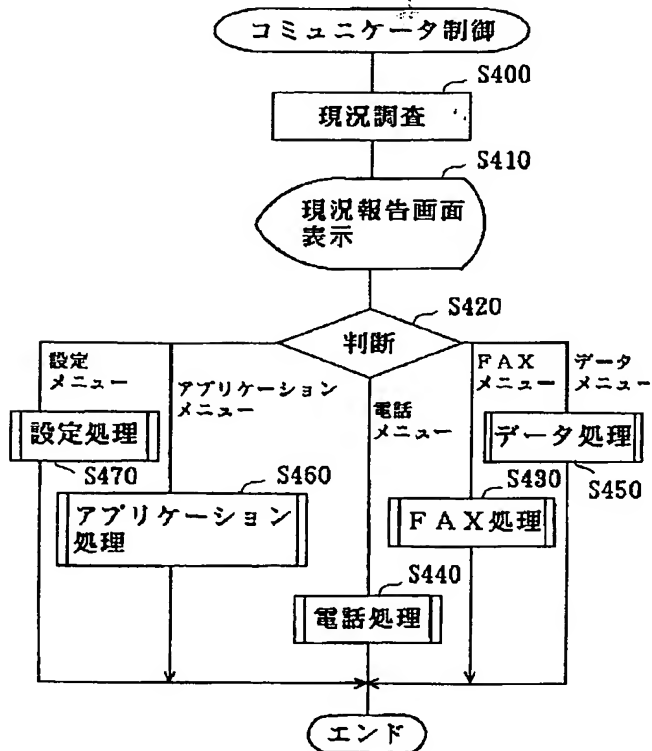 コミュニケータ制御
S400
現況調査
S410
現況報告画面
表示
S420
判断
設定
メニュー
アプリケーション
メニュー
電話
メニュー
FAX
メニュー
データ
メニュー
設定処理
S470
データ処理
S450
S460
アプリケーション
処理
S430
FAX処理
S440
電話処理
エンド